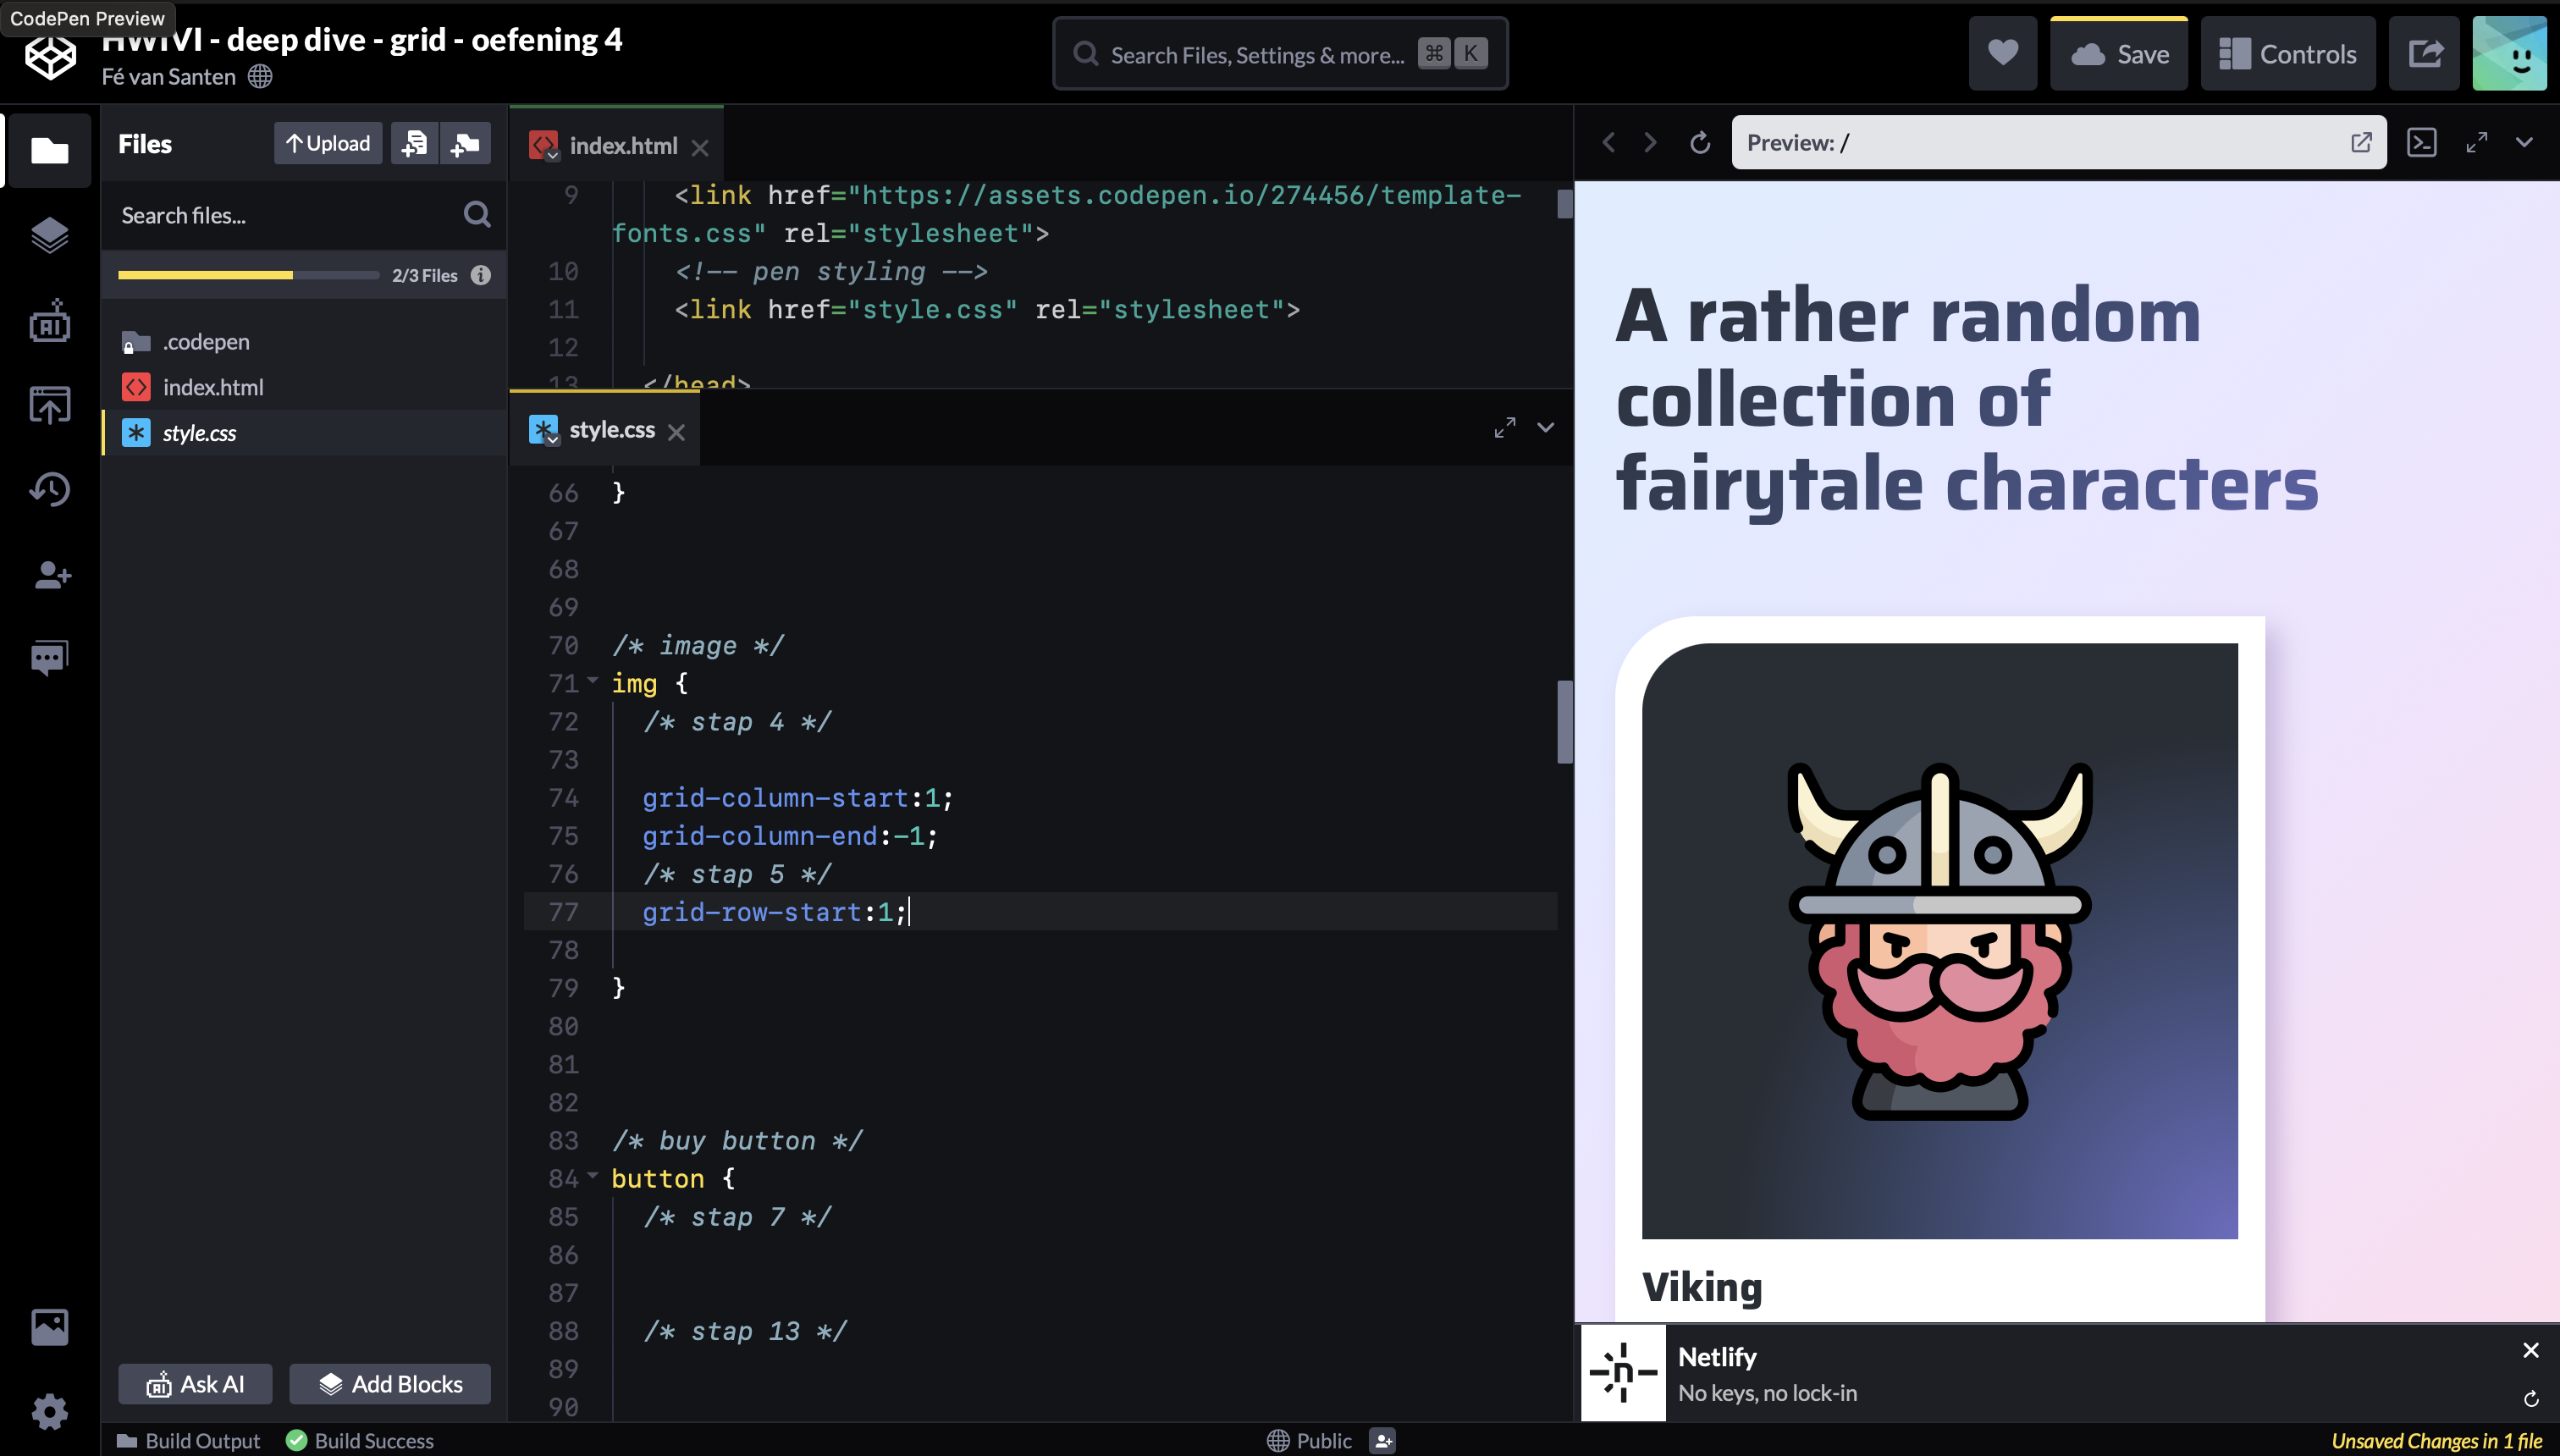 CodePen Preview
HWIVI - deep dive - grid - oefening 4
Fé van Santen
Search Files, Settings & more... ⌘ K
Save
Controls
Files
Upload
Search files...
2/3 Files
.codepen
index.html
style.css
AI
Ask AI
Add Blocks
index.html
9 <link href="https://assets.codepen.io/274456/template-
fonts.css" rel="stylesheet">
10 <!-- pen styling -->
11 <link href="style.css" rel="stylesheet">
12
13 </head>
style.css
66 }
67
68
69
70 /* image */
71 img {
72 /* stap 4 */
73
74 grid-column-start:1;
75 grid-column-end:-1;
76 /* stap 5 */
77 grid-row-start:1;
78
79 }
80
81
82
83 /* buy button */
84 button {
85 /* stap 7 */
86
87
88 /* stap 13 */
89
90
Preview: /
A rather random
collection of
fairytale characters
Viking
n
Netlify
No keys, no lock-in
Build Output
Build Success
Public
Unsaved Changes in 1 file